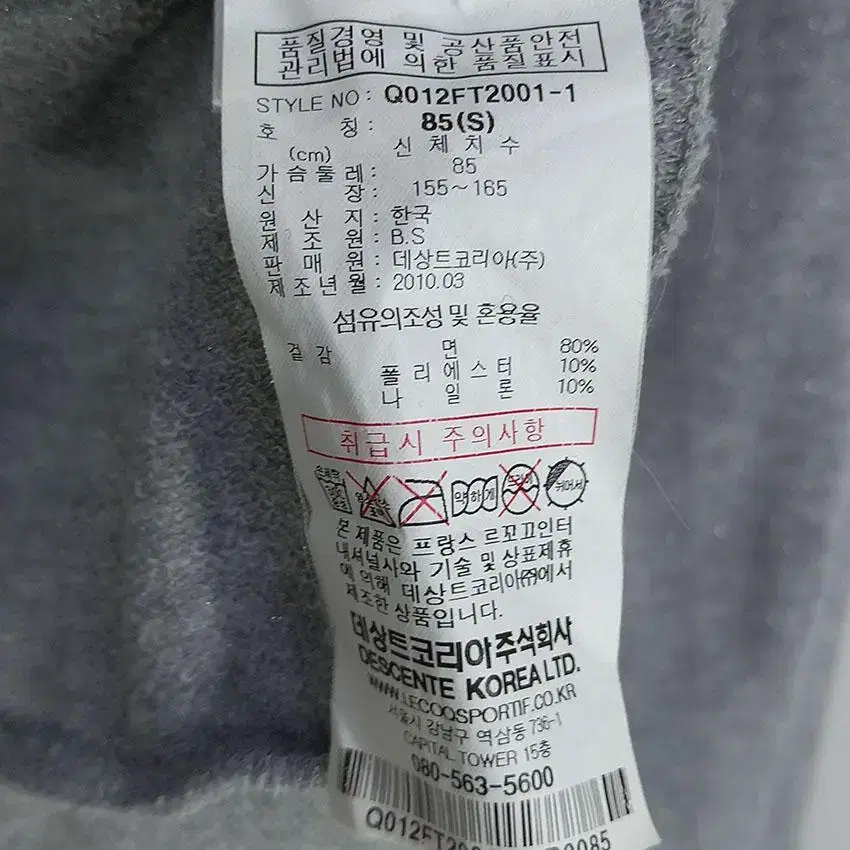 품질경영 및 공산품안전
관리법에 의한 품질표시
STYLE NO : Q012FT2001-1
호 칭 : 85(S)
(cm) 신 체 치 수
가 슴 둘 레 : 85
신 장 : 155~165
원 산 지 : 한국
제 조 원 : B.S
판 매 원 : 데상트코리아(주)
제 조 년 월 : 2010.03
섬유의조성 및 혼용율
겉 감 면 80%
폴 리 에 스 터 10%
나 일 론 10%
취급시 주의사항
약하게 드라이 뉘어서
본 제품은 프랑스 르꼬끄인터
내셔널사와 기술 및 상표제휴
에 의해 데상트코리아(주)에서
제조한 상품입니다.
데상트코리아주식회사
DESCENTE KOREA LTD.
WWW.LECOQSPORTIF.CO.KR
서울시 강남구 역삼동 736-1
CAPITAL TOWER 15층
080-563-5600